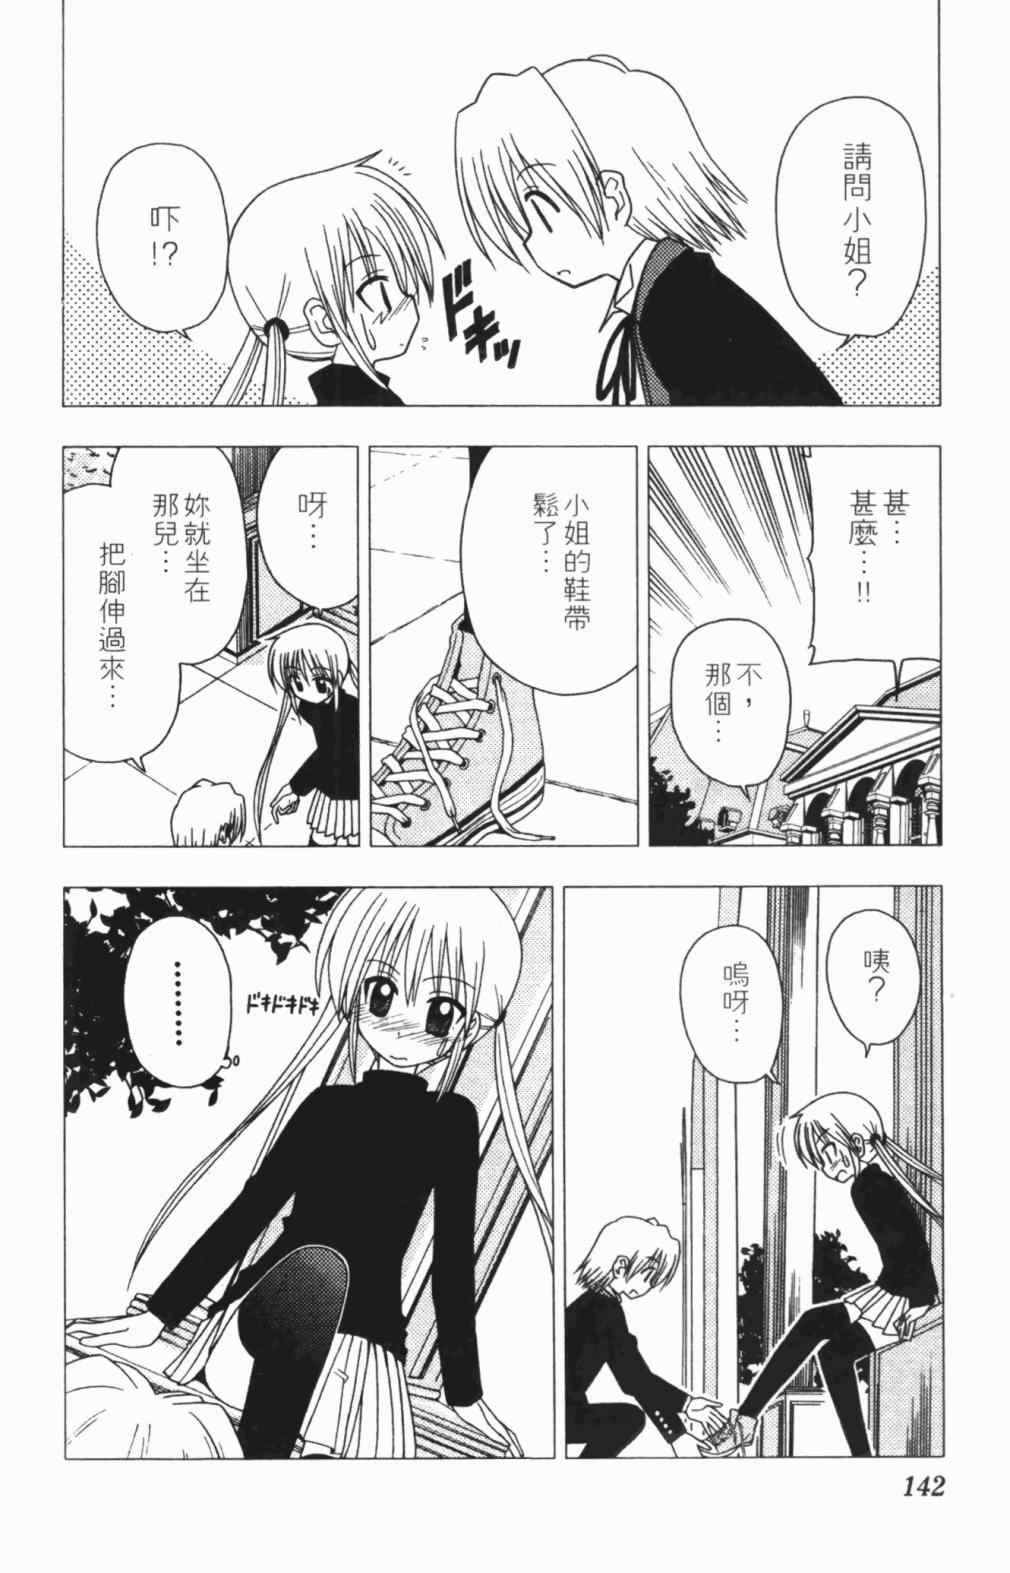 請問小姐？
吓
!?
ドキッ
甚…
甚麼…!!
不，
那個…
小姐的鞋帶
鬆了…
呀…
妳就坐在
那兒…
把腳伸過來…
咦？
嗚呀…
ドキドキドキ
………
142